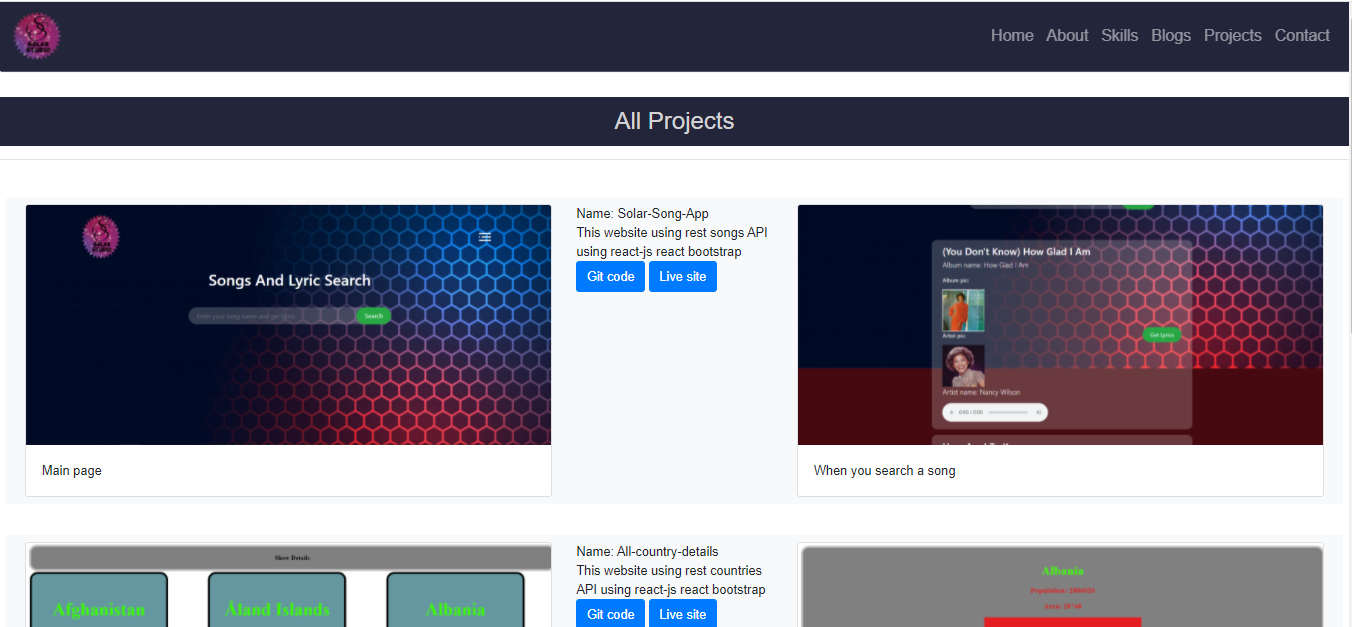 SOLAR
STUDIO
Home About Skills Blogs Projects Contact
All Projects
SOLAR
STUDIO
Songs And Lyric Search
Enter your song name and get lyrics
Search
Main page
Name: Solar-Song-App
This website using rest songs API
using react-js react bootstrap
Git code Live site
(You Don't Know) How Glad I Am
Album name: How Glad I Am
Album pic:
Artist pic:
Get Lyrics
Artist name: Nancy Wilson
0:00 / 0:00
When you search a song
Show Details
Afghanistan Åland Islands Albania
Name: All-country-details
This website using rest countries
API using react-js react bootstrap
Git code Live site
Albania